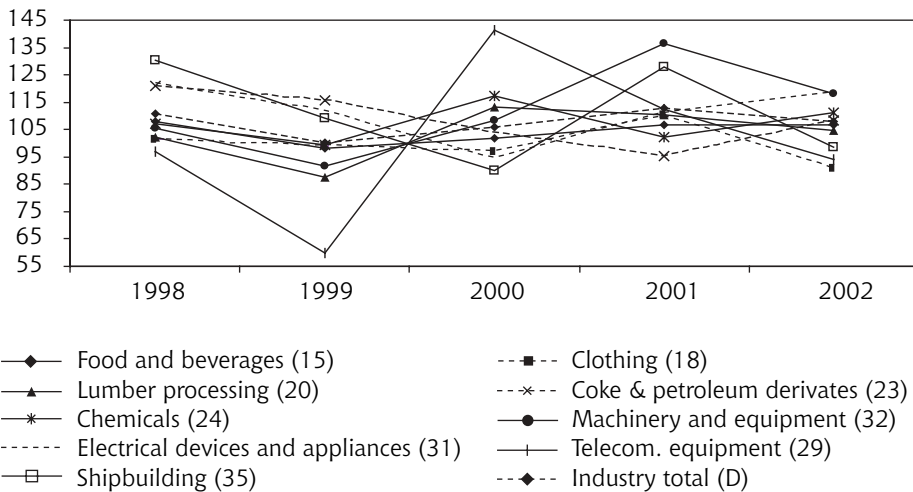 145
135
125
115
105
95
85
75
65
55
1998 1999 2000 2001 2002
Food and beverages (15) Clothing (18)
Lumber processing (20) Coke & petroleum derivates (23)
Chemicals (24) Machinery and equipment (32)
Electrical devices and appliances (31) Telecom. equipment (29)
Shipbuilding (35) Industry total (D)